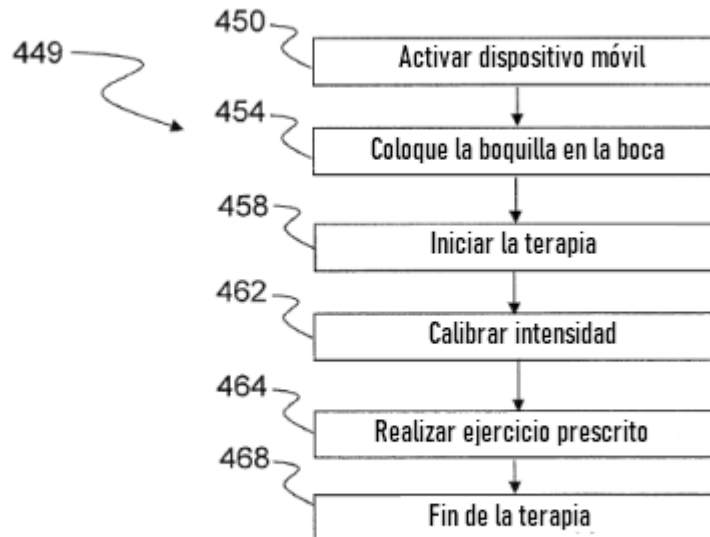 450
Activar dispositivo móvil
449
454
Coloque la boquilla en la boca
458
Iniciar la terapia
462
Calibrar intensidad
464
Realizar ejercicio prescrito
468
Fin de la terapia